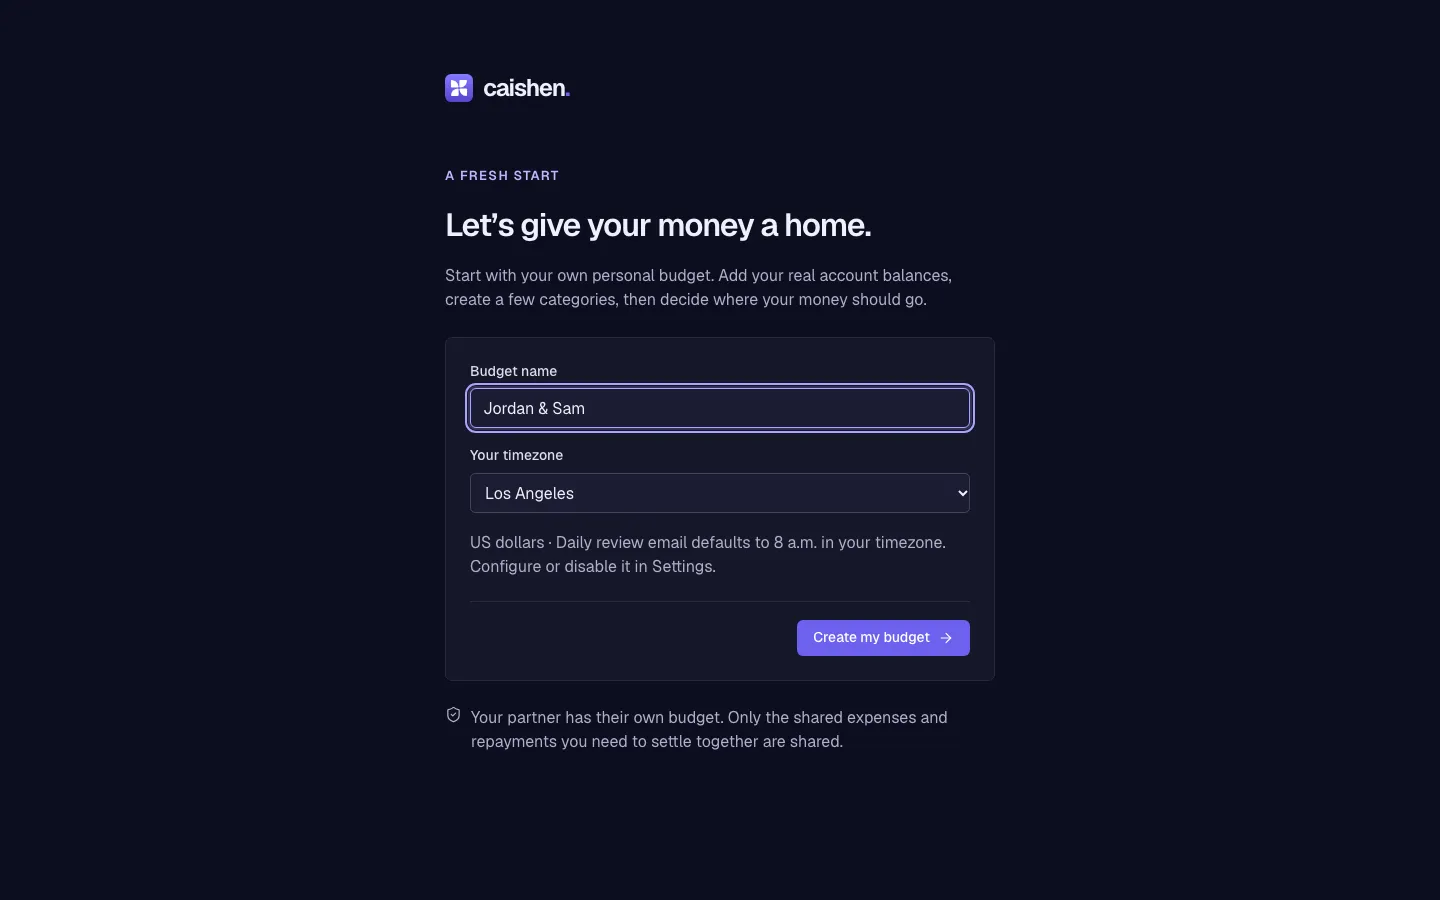 caishen.
A FRESH START
Let’s give your money a home.
Start with your own personal budget. Add your real account balances,
create a few categories, then decide where your money should go.
Budget name
Jordan & Sam
Your timezone
Los Angeles
US dollars · Daily review email defaults to 8 a.m. in your timezone.
Configure or disable it in Settings.
Create my budget →
Your partner has their own budget. Only the shared expenses and
repayments you need to settle together are shared.